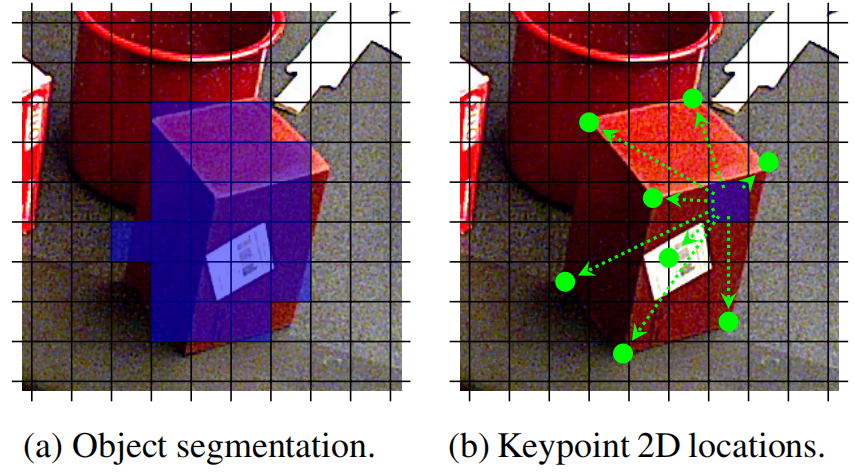 (a) Object segmentation.
(b) Keypoint 2D locations.